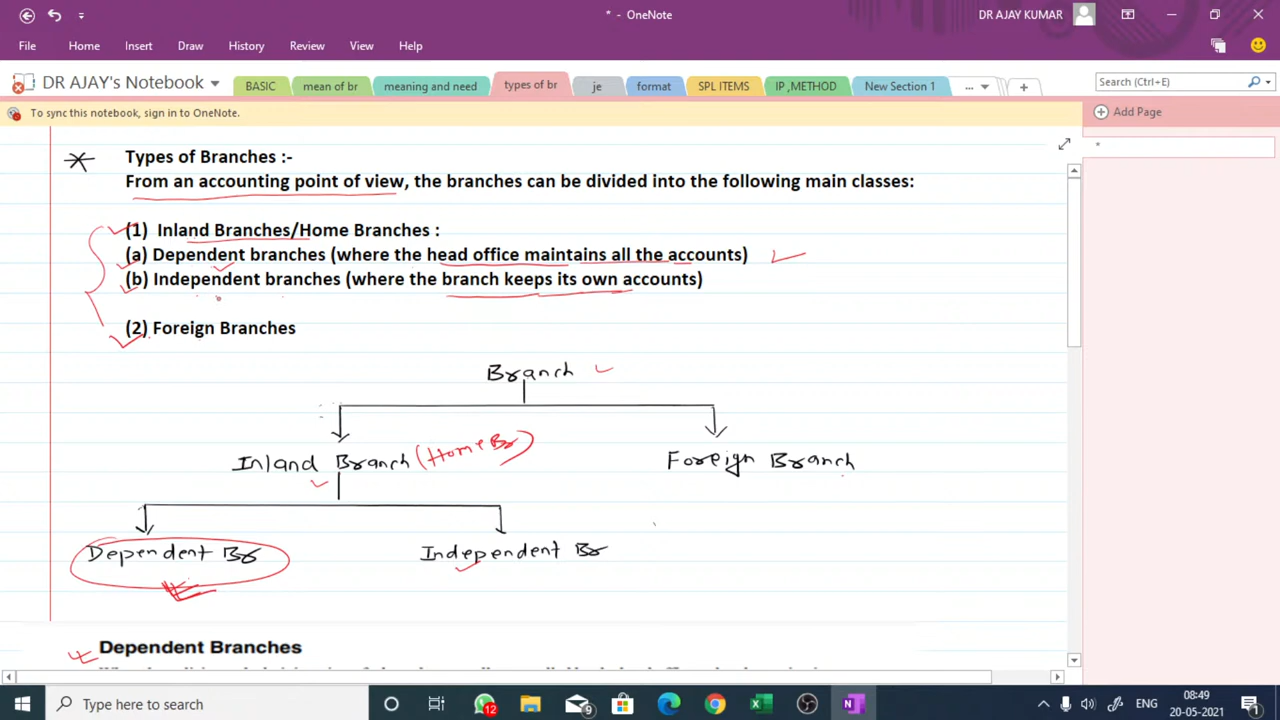 * - OneNote
DR AJAY KUMAR
File Home Insert Draw History Review View Help
DR AJAY's Notebook
BASIC mean of br meaning and need types of br je format SPL ITEMS IP ,METHOD New Section 1 ...
Search (Ctrl+E)
To sync this notebook, sign in to OneNote.
Add Page
*
Types of Branches :-
From an accounting point of view, the branches can be divided into the following main classes:
(1) Inland Branches/Home Branches :
(a) Dependent branches (where the head office maintains all the accounts)
(b) Independent branches (where the branch keeps its own accounts)
(2) Foreign Branches
Branch
Inland Branch (Home Br)
Foreign Branch
Dependent Br
Independent Br
Dependent Branches
Type here to search
12
9
ENG
08:49
20-05-2021
1